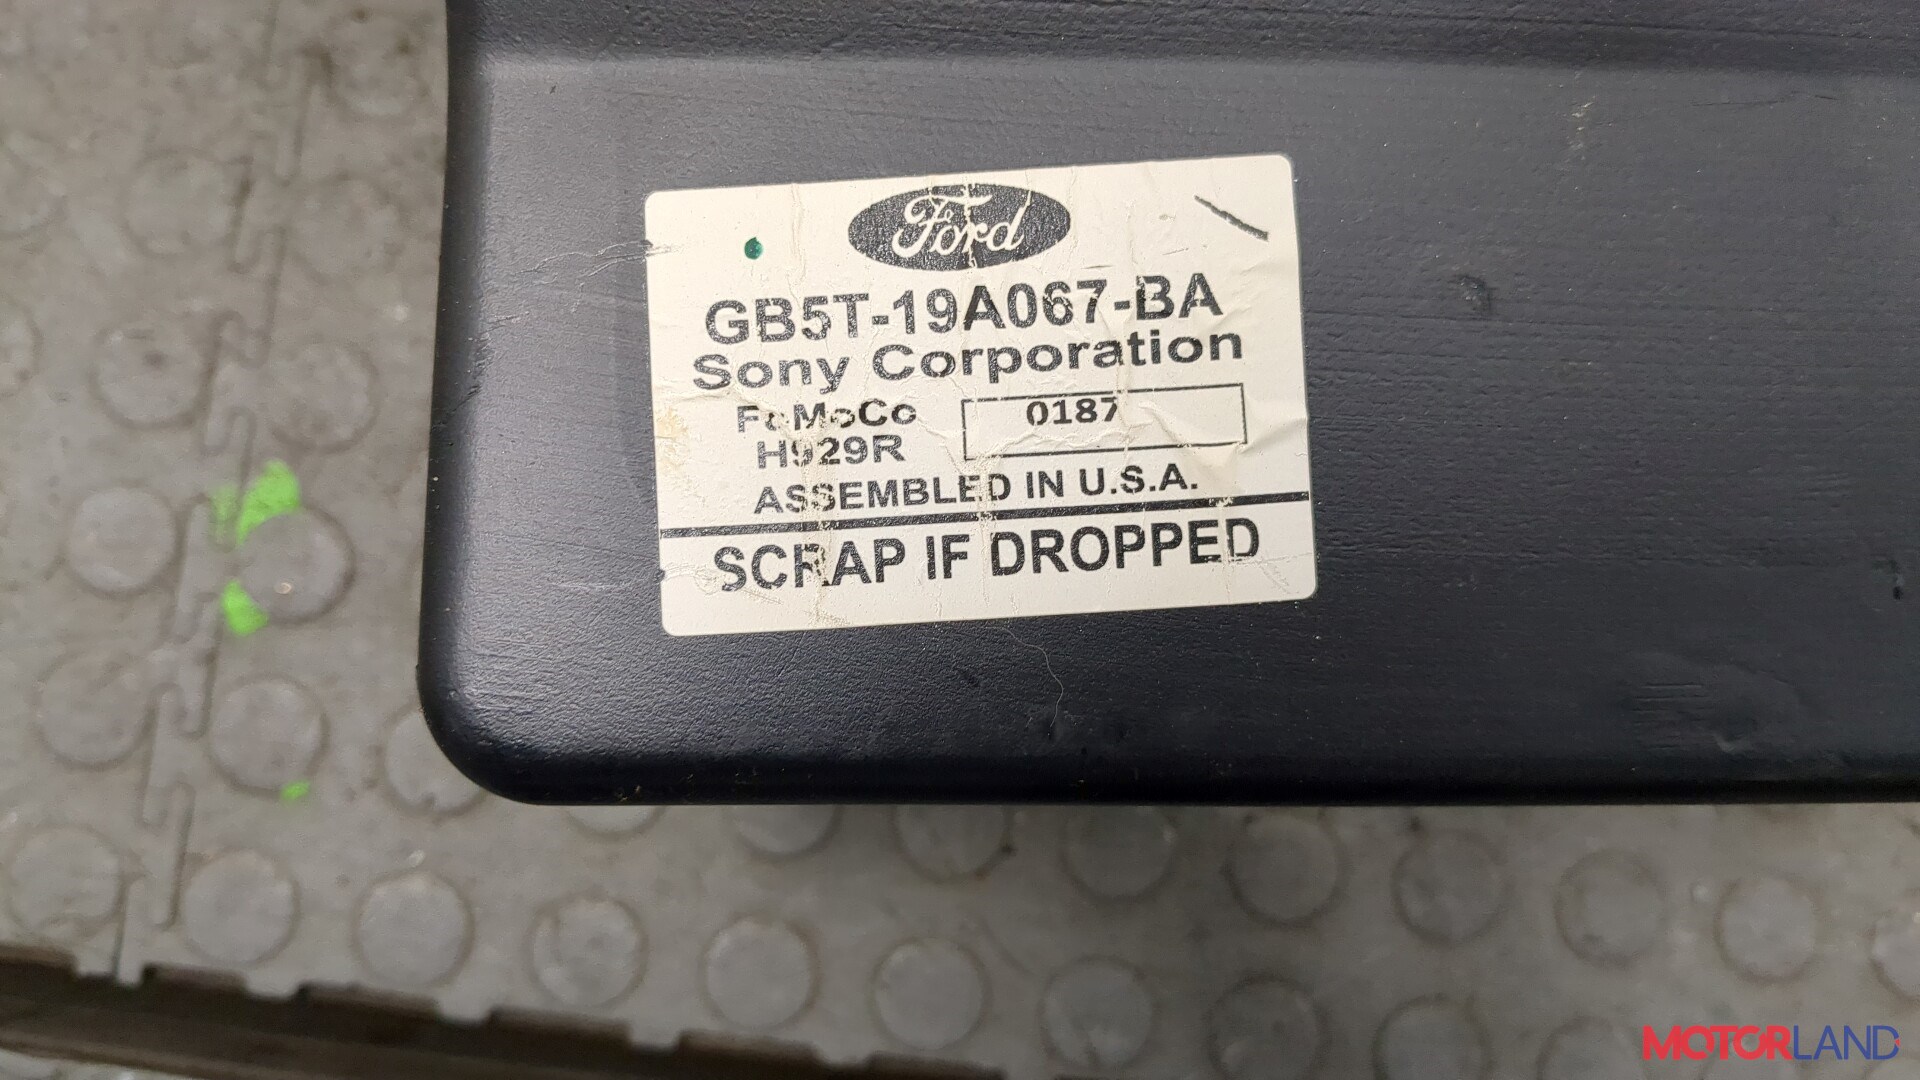 Ford
GB5T-19A067-BA
Sony Corporation
FoMoCo 0187
H929R
ASSEMBLED IN U.S.A.
SCRAP IF DROPPED
MOTORLAND